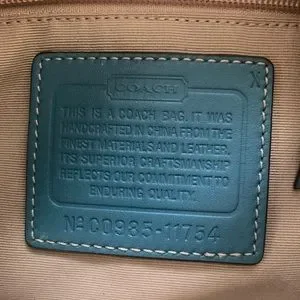 COACH
X
THIS IS A COACH BAG. IT WAS
HANDCRAFTED IN CHINA FROM THE
FINEST MATERIALS AND LEATHER.
ITS SUPERIOR CRAFTSMANSHIP
REFLECTS OUR COMMITMENT TO
ENDURING QUALITY.
Nº C0985-11754